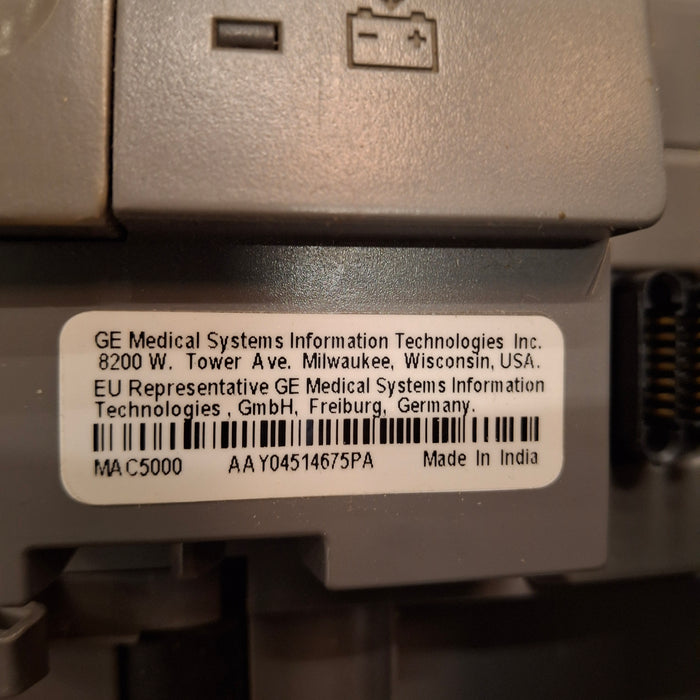 GE Medical Systems Information Technologies Inc.
8200 W. Tower Ave. Milwaukee, Wisconsin, USA.
EU Representative GE Medical Systems Information
Technologies , GmbH, Freiburg, Germany.
MAC5000 AAY04514675PA Made In India